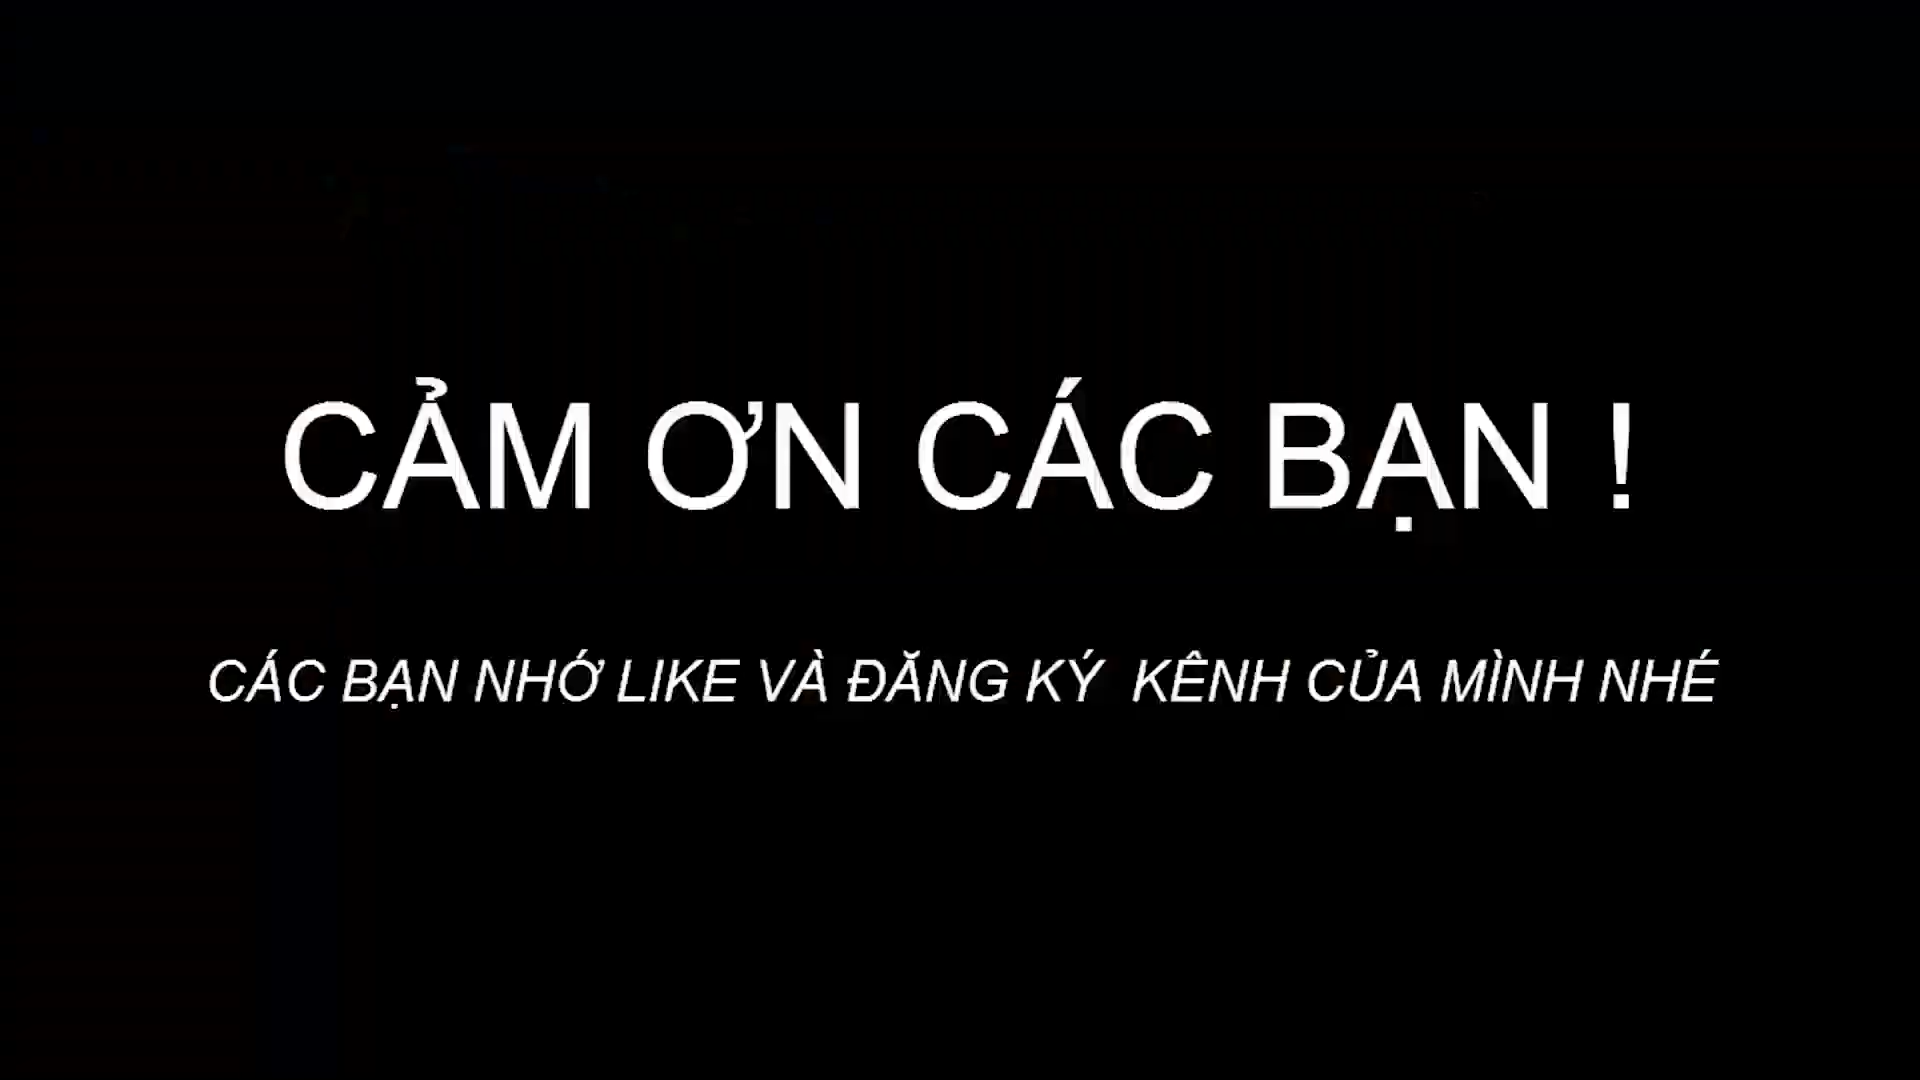 CẢM ƠN CÁC BẠN !
CÁC BẠN NHỚ LIKE VÀ ĐĂNG KÝ KÊNH CỦA MÌNH NHÉ